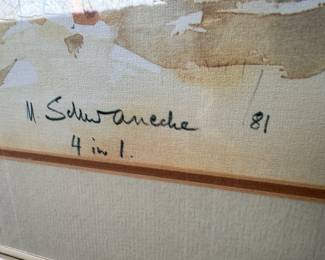 N. Schwanecke /81
4 in 1.